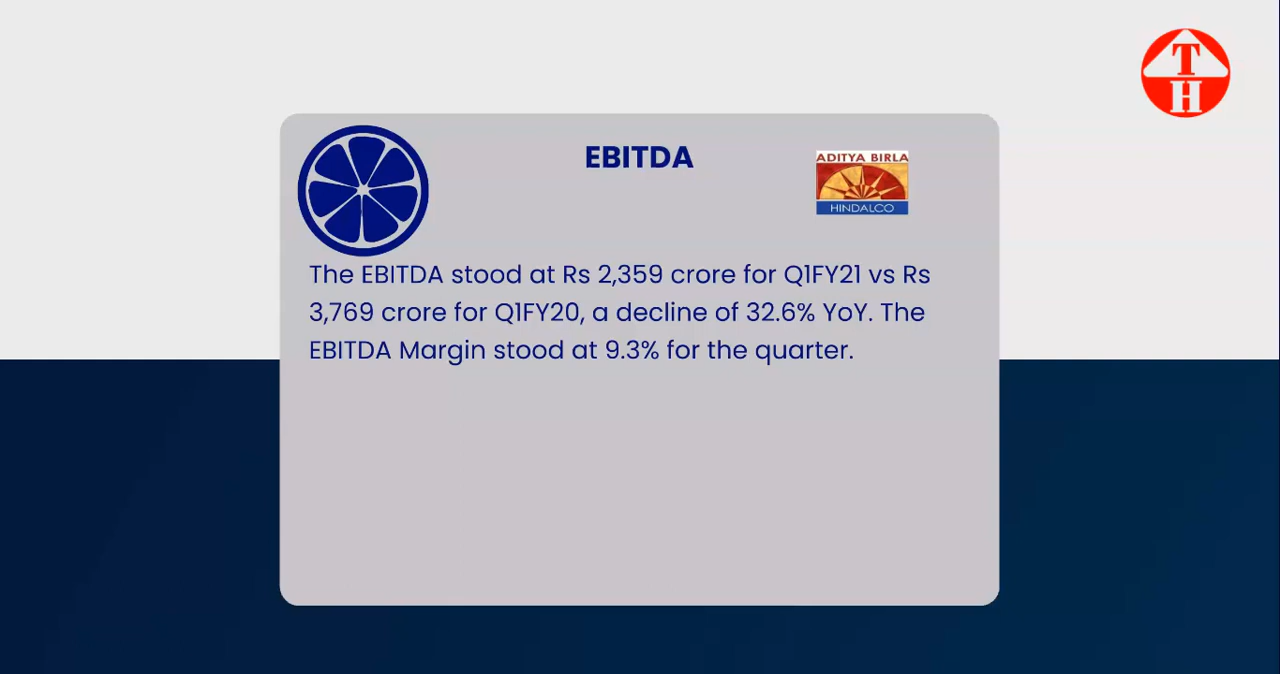 T
H
EBITDA
ADITYA BIRLA
HINDALCO
The EBITDA stood at Rs 2,359 crore for Q1FY21 vs Rs
3,769 crore for Q1FY20, a decline of 32.6% YoY. The
EBITDA Margin stood at 9.3% for the quarter.